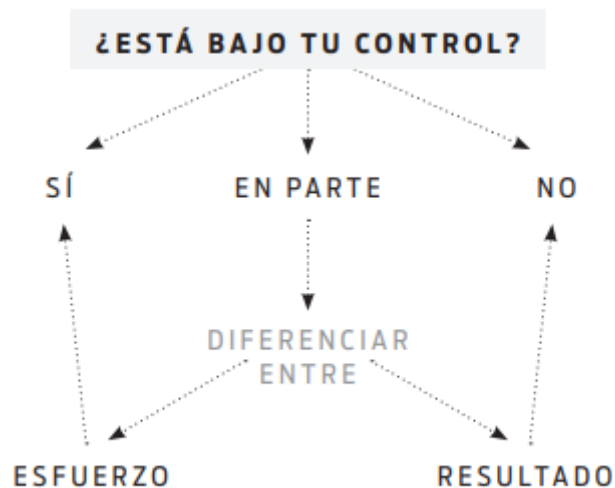 ¿ESTÁ BAJO TU CONTROL?
SÍ
EN PARTE
NO
DIFERENCIAR
ENTRE
ESFUERZO
RESULTADO